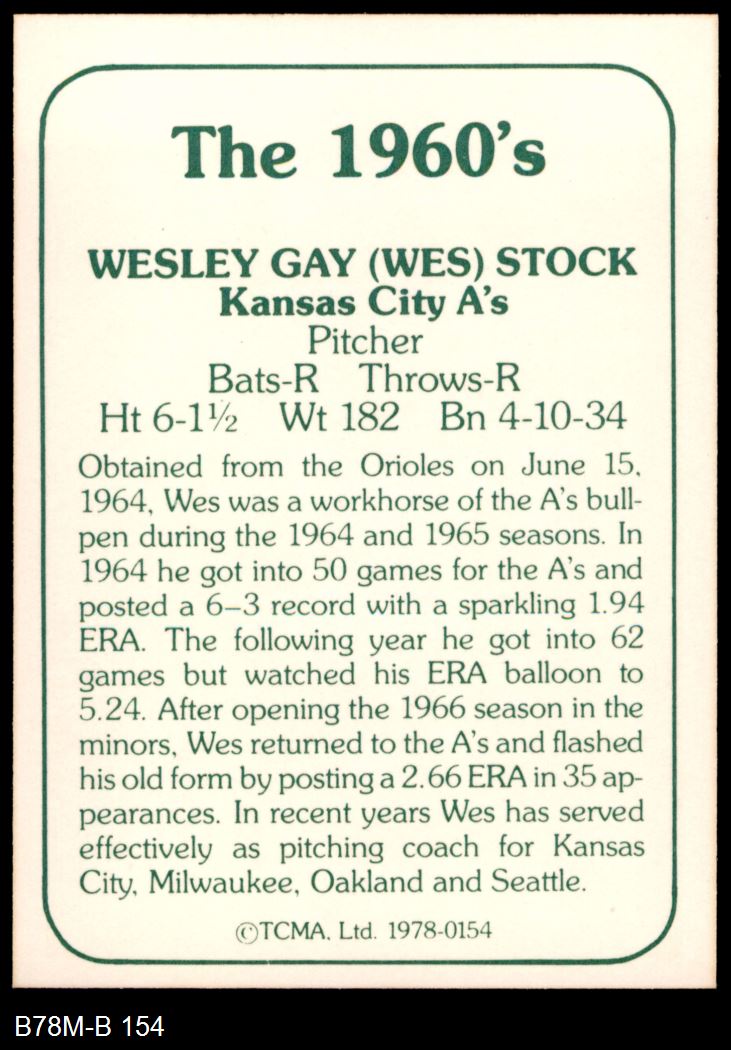 The 1960's
WESLEY GAY (WES) STOCK
Kansas City A's
Pitcher
Bats-R Throws-R
Ht 6-1½ Wt 182 Bn 4-10-34
Obtained from the Orioles on June 15,
1964, Wes was a workhorse of the A's bull-
pen during the 1964 and 1965 seasons. In
1964 he got into 50 games for the A's and
posted a 6–3 record with a sparkling 1.94
ERA. The following year he got into 62
games but watched his ERA balloon to
5.24. After opening the 1966 season in the
minors, Wes returned to the A's and flashed
his old form by posting a 2.66 ERA in 35 ap-
pearances. In recent years Wes has served
effectively as pitching coach for Kansas
City, Milwaukee, Oakland and Seattle.
©TCMA, Ltd. 1978-0154
B78M-B 154